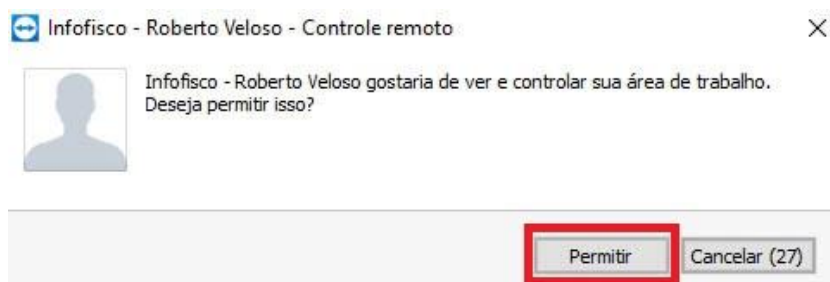 Infofisco - Roberto Veloso - Controle remoto
Infofisco - Roberto Veloso gostaria de ver e controlar sua área de trabalho.
Deseja permitir isso?
Permitir
Cancelar (27)